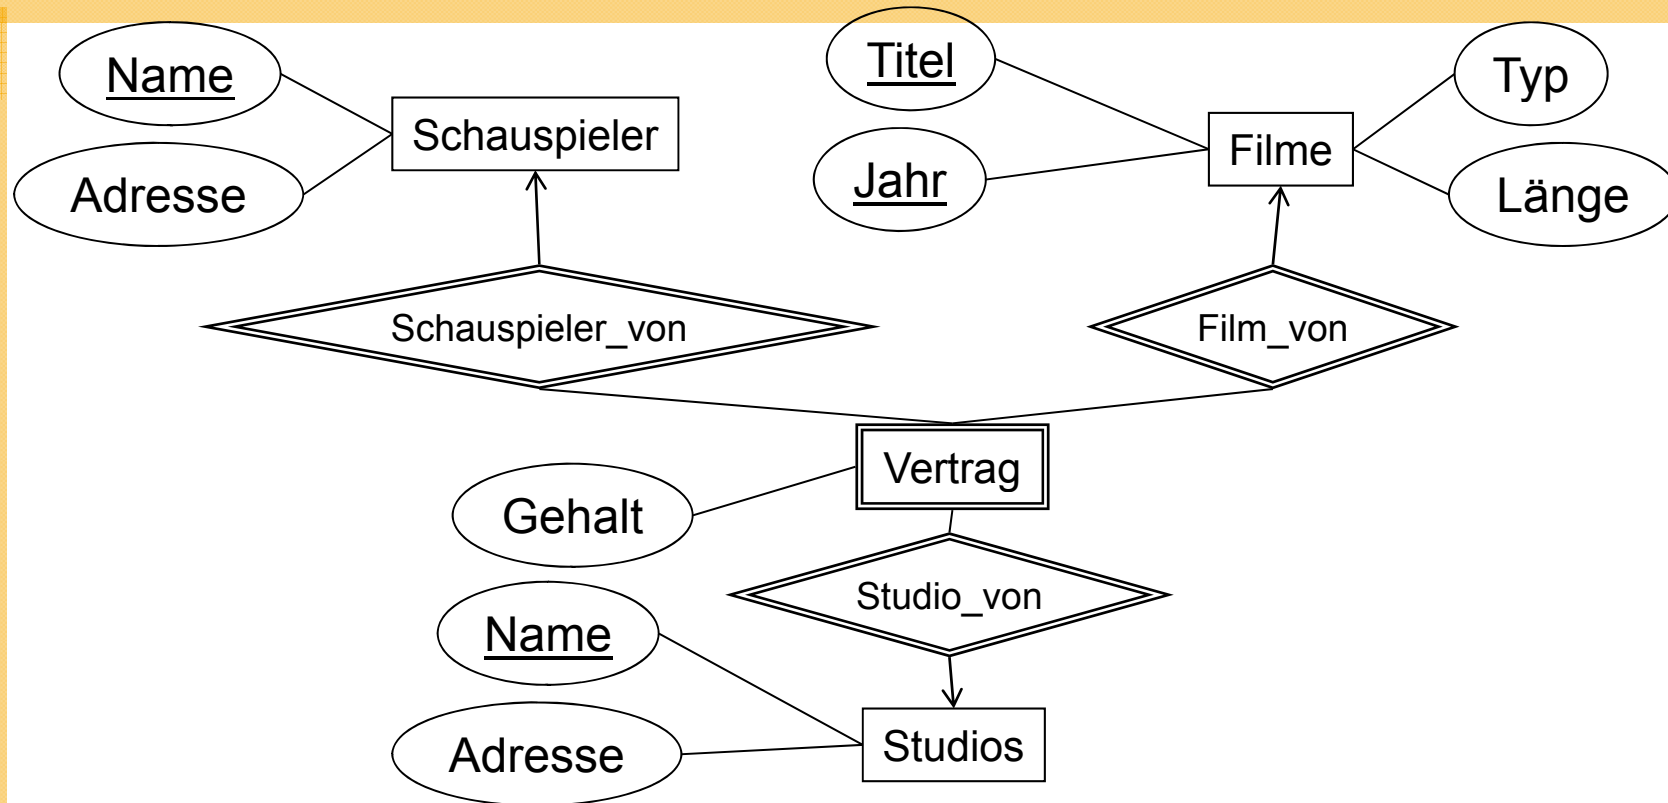 Name
Adresse
Schauspieler
Titel
Jahr
Filme
Typ
Länge
Schauspieler_von
Film_von
Vertrag
Gehalt
Studio_von
Name
Adresse
Studios